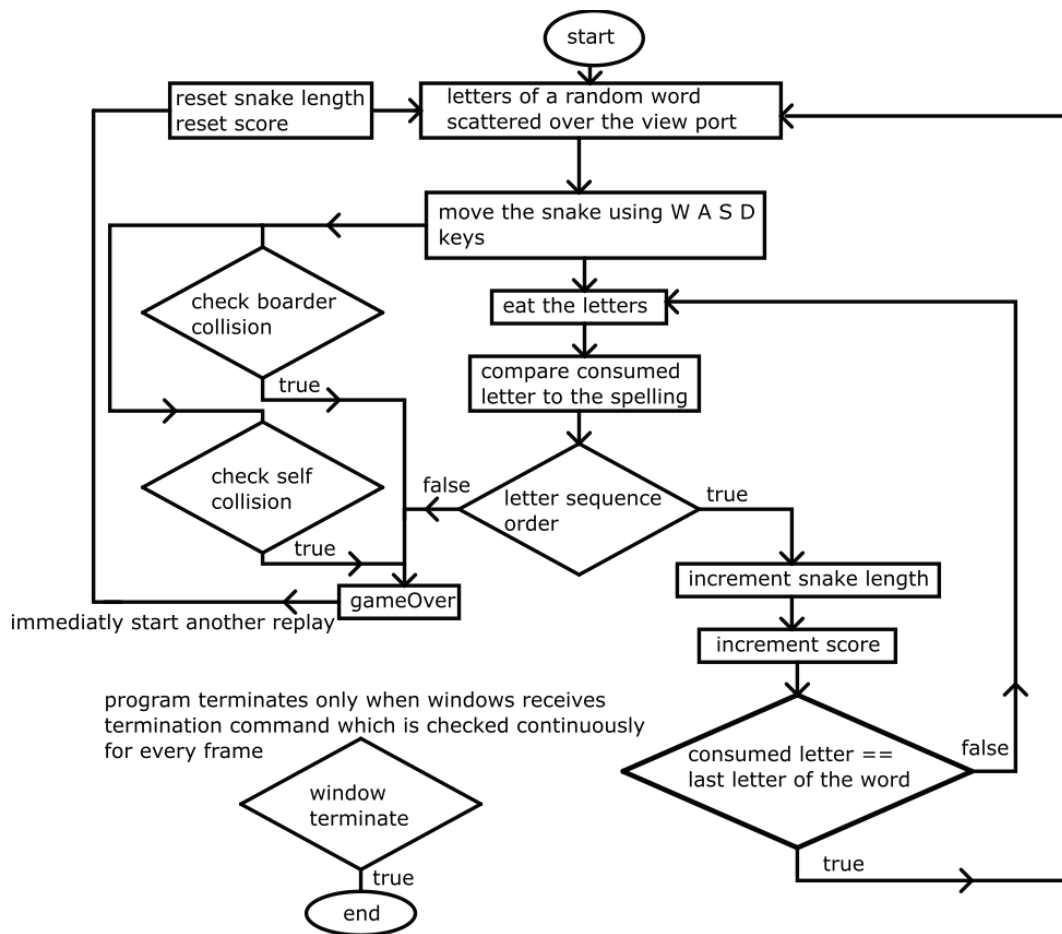 start
reset snake length
reset score
letters of a random word
scattered over the view port
move the snake using W A S D
keys
check boarder
collision
eat the letters
true
compare consumed
letter to the spelling
check self
collision
false
letter sequence
order
true
true
increment snake length
gameOver
immediatly start another replay
increment score
program terminates only when windows receives
termination command which is checked continuously
for every frame
consumed letter ==
last letter of the word
false
window
terminate
true
true
end